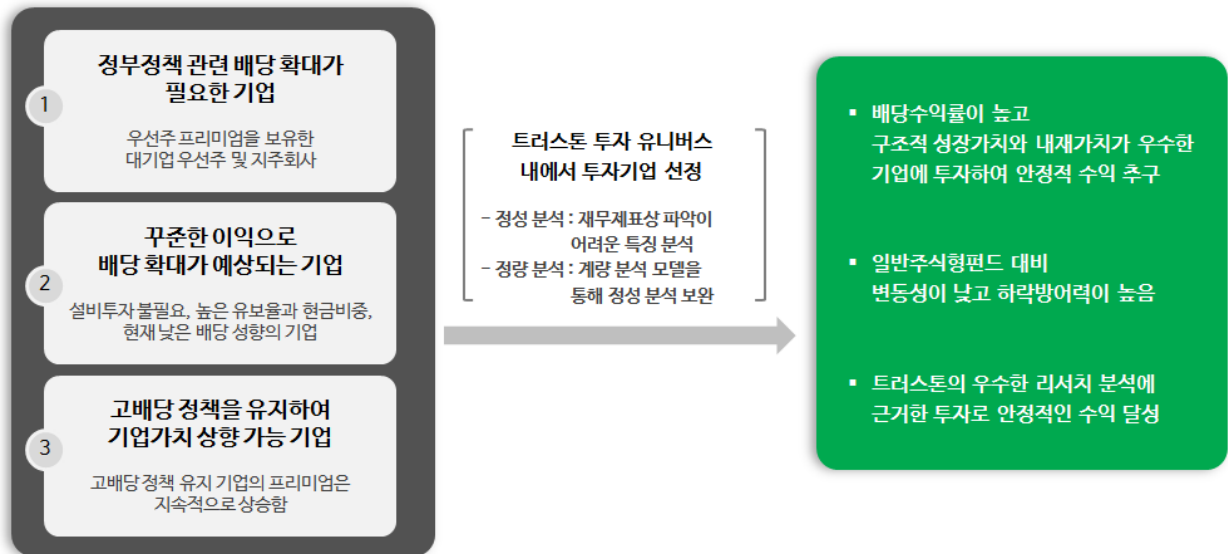 1
정부정책 관련 배당 확대가
필요한 기업
우선주 프리미엄을 보유한
대기업 우선주 및 지주회사
2
꾸준한 이익으로
배당 확대가 예상되는 기업
설비투자 불필요, 높은 유보율과 현금비중,
현재 낮은 배당 성향의 기업
3
고배당 정책을 유지하여
기업가치 상향 가능 기업
고배당 정책 유지 기업의 프리미엄은
지속적으로 상승함
트러스톤 투자 유니버스
내에서 투자기업 선정
- 정성 분석 : 재무제표상 파악이
어려운 특징 분석
- 정량 분석 : 계량 분석 모델을
통해 정성 분석 보완
▪ 배당수익률이 높고
구조적 성장가치와 내재가치가 우수한
기업에 투자하여 안정적 수익 추구
▪ 일반주식형펀드 대비
변동성이 낮고 하락방어력이 높음
▪ 트러스톤의 우수한 리서치 분석에
근거한 투자로 안정적인 수익 달성